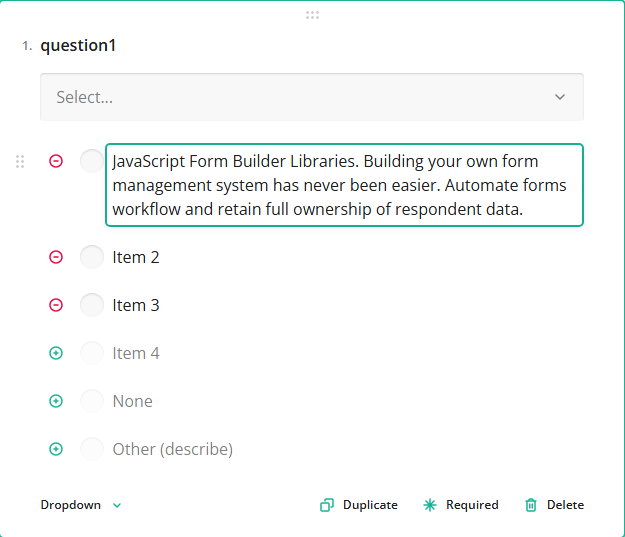 1. question1
Select...
JavaScript Form Builder Libraries. Building your own form
management system has never been easier. Automate forms
workflow and retain full ownership of respondent data.
Item 2
Item 3
Item 4
None
Other (describe)
Dropdown Duplicate Required Delete